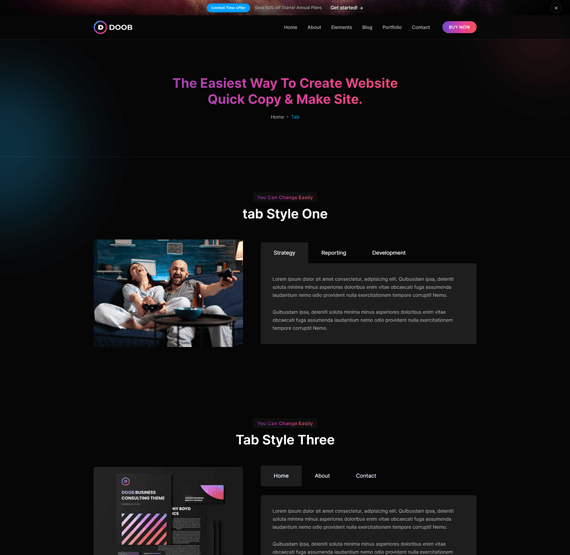 Limited Time Offer Save 50% off Starter Annual Plans Get started! →
DOOB
Home About Elements Blog Portfolio Contact BUY NOW
The Easiest Way To Create Website
Quick Copy & Make Site.
Home • Tab
You Can Change Easily
tab Style One
Strategy Reporting Development
Lorem ipsum dolor sit amet consectetur, adipisicing elit. Quibusdam ipsa, deleniti
soluta minima minus asperiores doloribus enim vitae obcaecati fuga assumenda
laudantium nemo odio provident nulla exercitationem tempore corrupti! Nemo.
Quibusdam ipsa, deleniti soluta minima minus asperiores doloribus enim vitae
obcaecati fuga assumenda laudantium nemo odio provident nulla exercitationem
tempore corrupti! Nemo.
You Can Change Easily
Tab Style Three
DOOB BUSINESS
CONSULTING THEME
Home About Contact
Lorem ipsum dolor sit amet consectetur, adipisicing elit. Quibusdam ipsa, deleniti
soluta minima minus asperiores doloribus enim vitae obcaecati fuga assumenda
laudantium nemo odio provident nulla exercitationem tempore corrupti! Nemo.
Quibusdam ipsa, deleniti soluta minima minus asperiores doloribus enim vitae
obcaecati fuga assumenda laudantium nemo odio provident nulla exercitationem